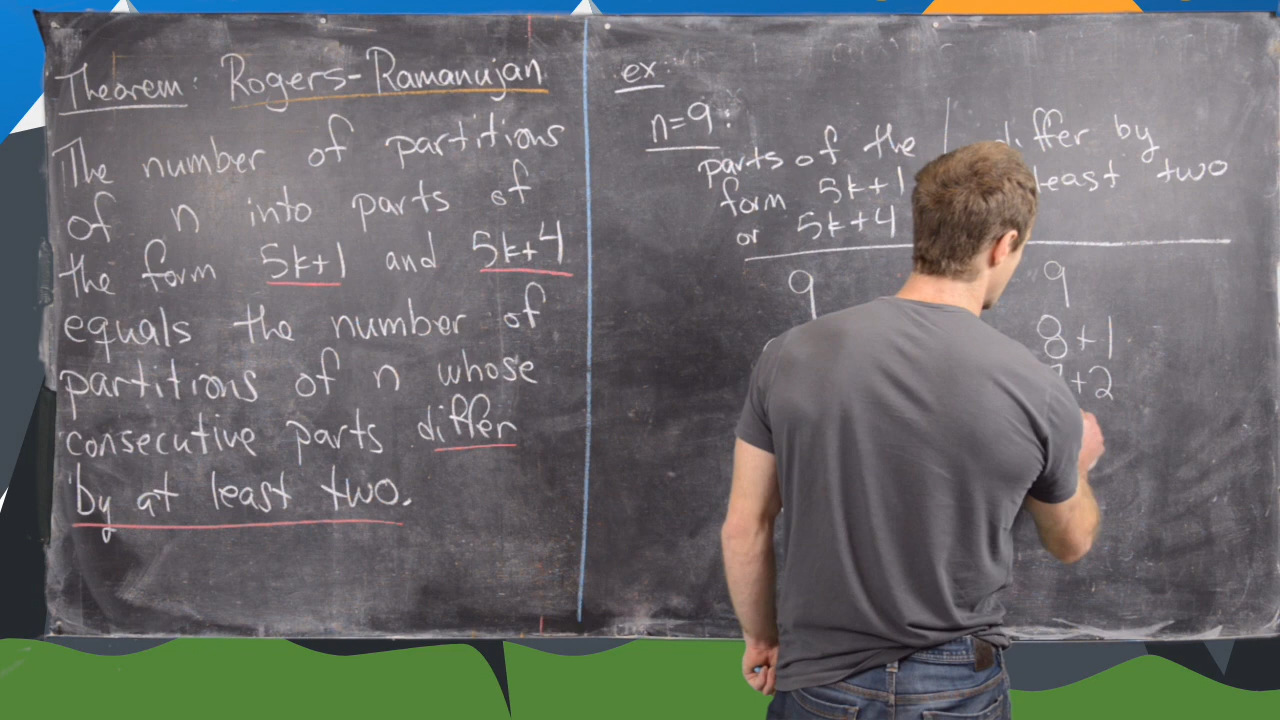 Theorem: Rogers-Ramanujan
The number of partitions
of n into parts of
the form 5k+1 and 5k+4
equals the number of
partitions of n whose
consecutive parts differ
by at least two.
ex:
n=9:
parts of the
form 5k+1
or 5k+4
differ by
least two
9
9
8+1
+2